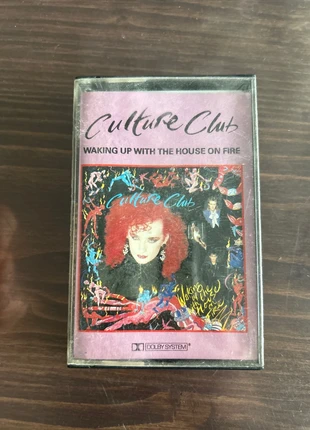 Culture Club
WAKING UP WITH THE HOUSE ON FIRE
Culture Club
DOLBY SYSTEM